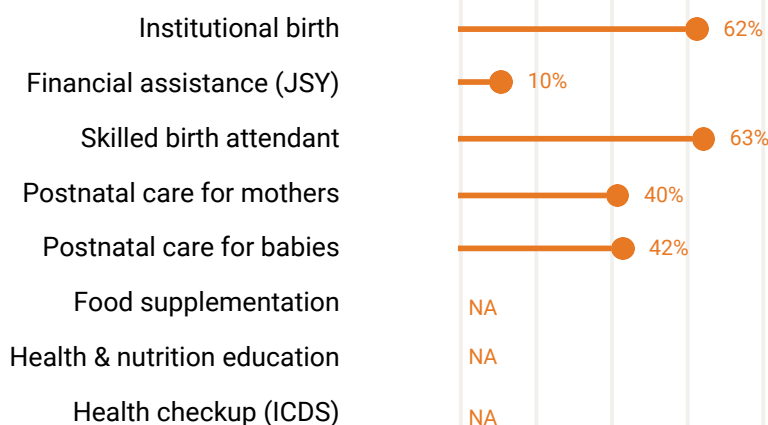 Institutional birth 62%
Financial assistance (JSY) 10%
Skilled birth attendant 63%
Postnatal care for mothers 40%
Postnatal care for babies 42%
Food supplementation NA
Health & nutrition education NA
Health checkup (ICDS) NA